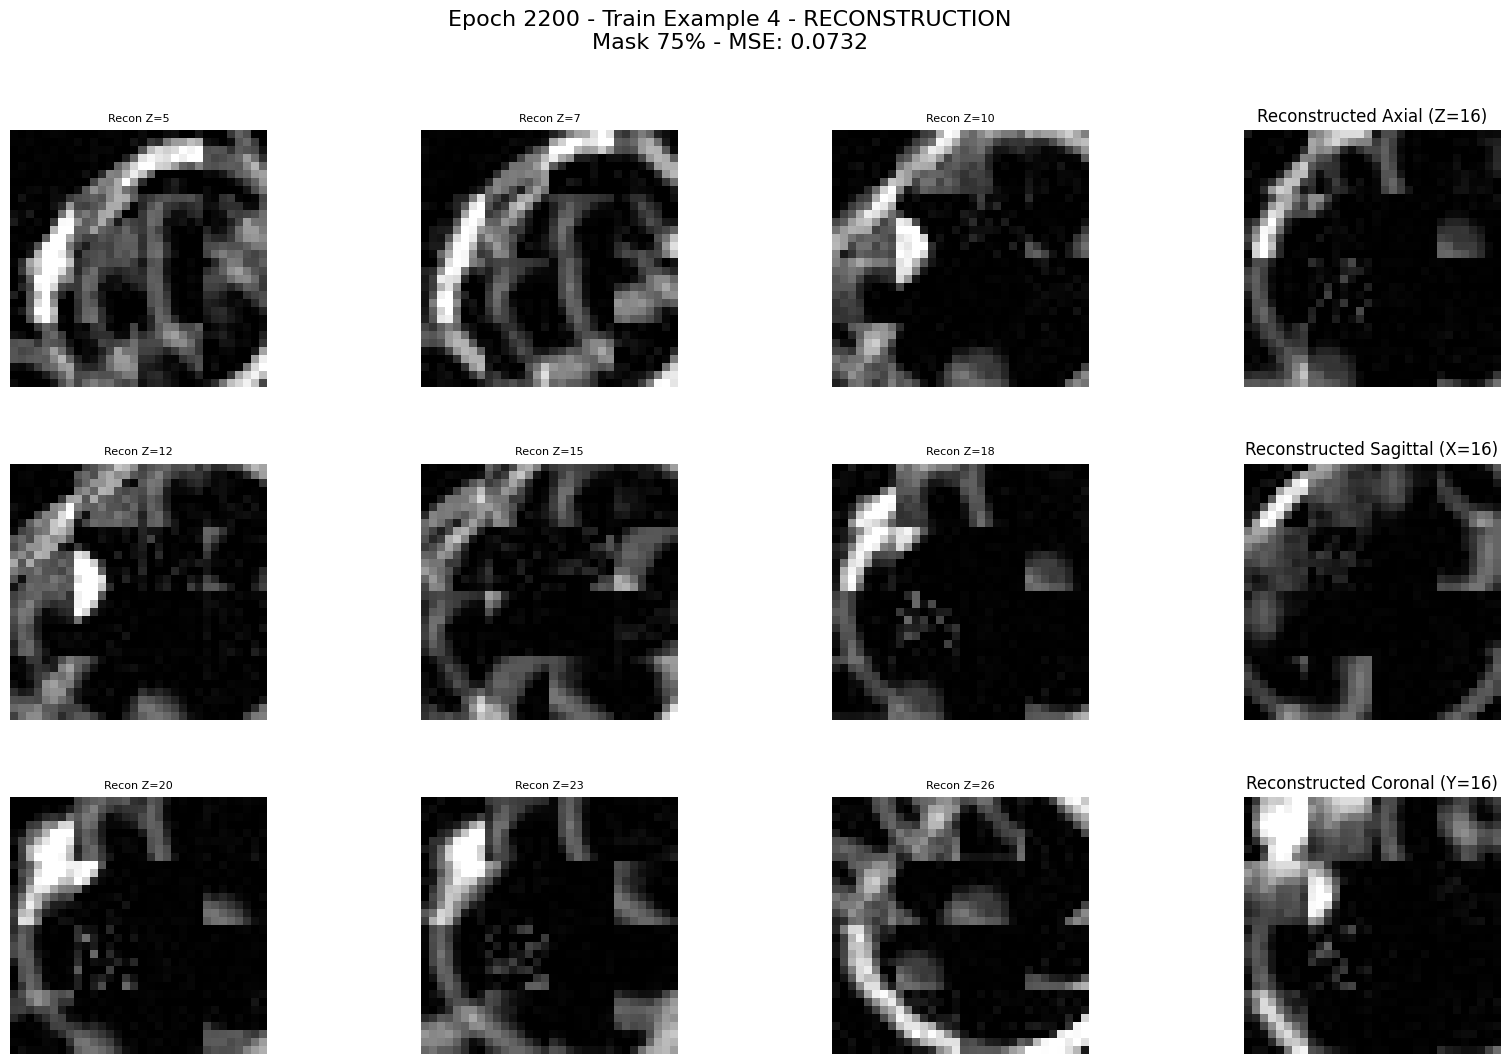 Epoch 2200 - Train Example 4 - RECONSTRUCTION
Mask 75% - MSE: 0.0732
Recon Z=5
Recon Z=7
Recon Z=10
Reconstructed Axial (Z=16)
Recon Z=12
Recon Z=15
Recon Z=18
Reconstructed Sagittal (X=16)
Recon Z=20
Recon Z=23
Recon Z=26
Reconstructed Coronal (Y=16)